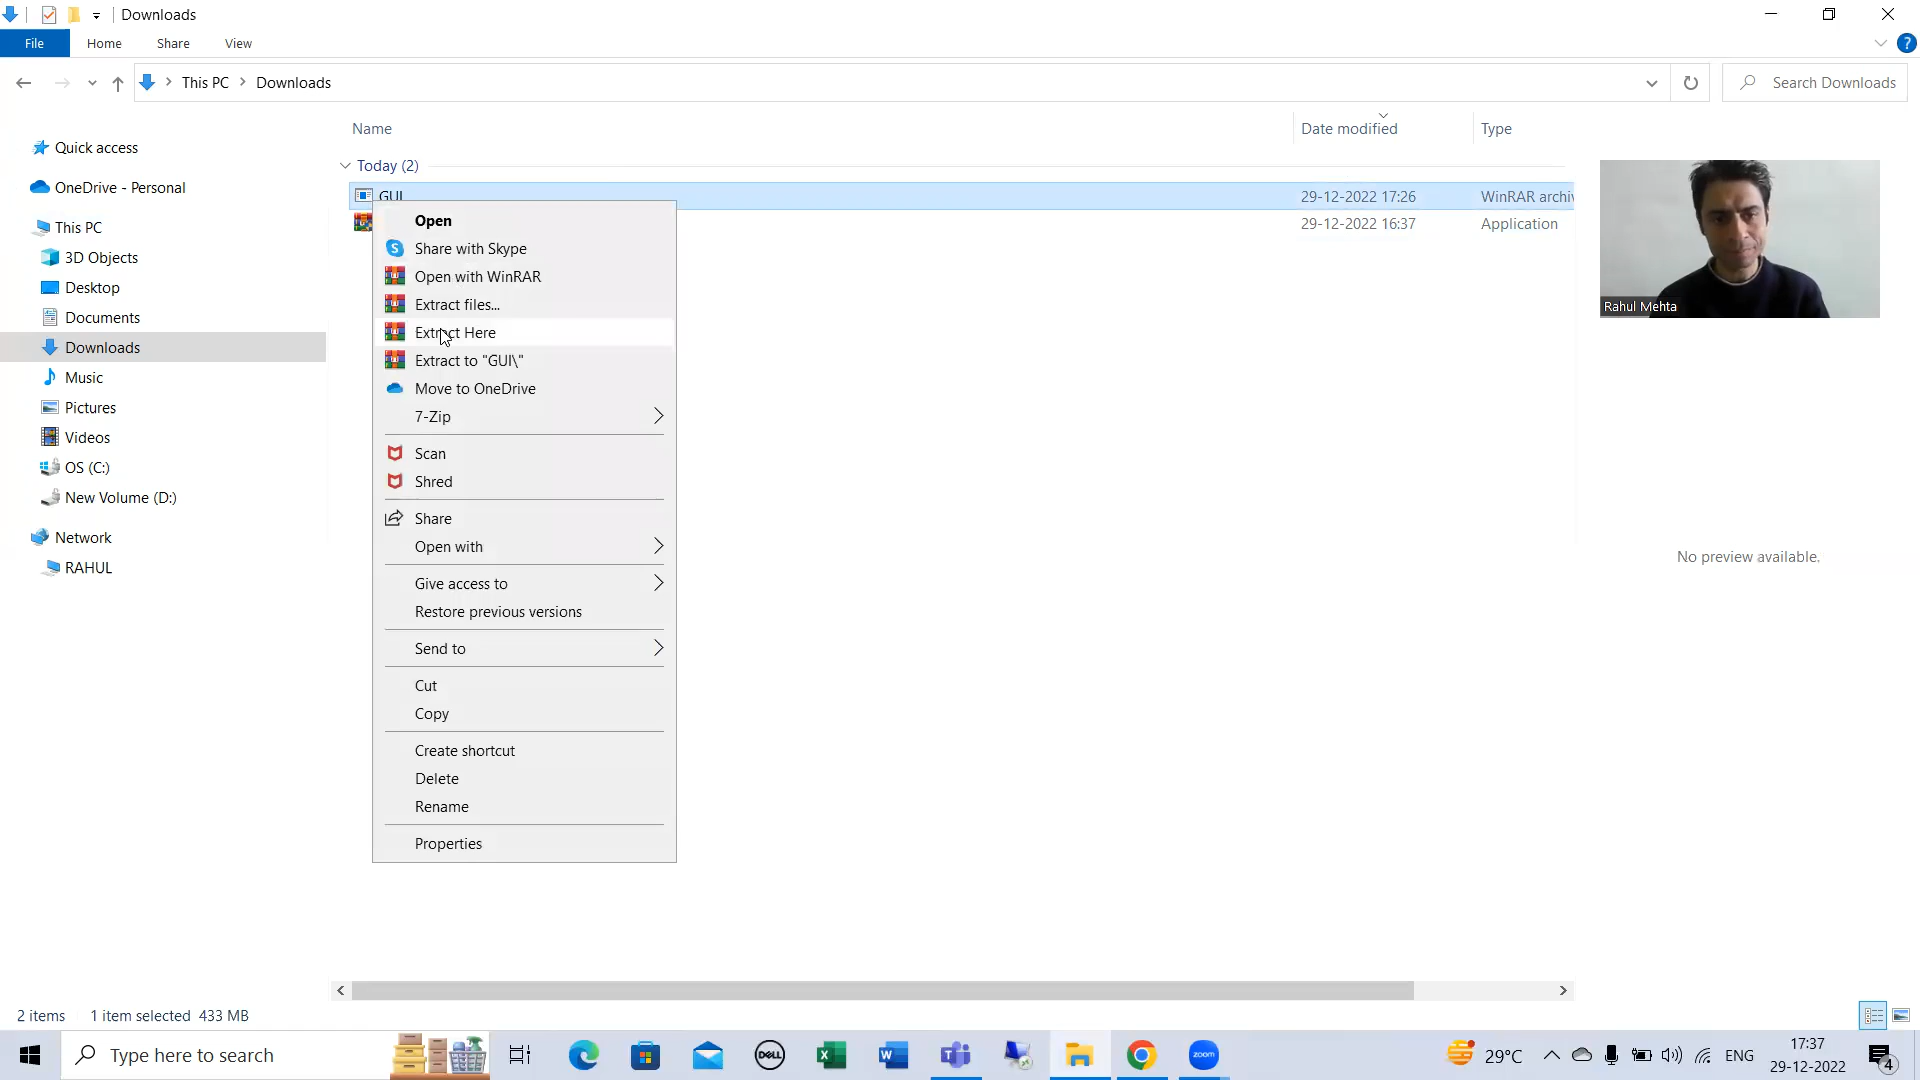 Downloads
File Home Share View
This PC Downloads
Search Downloads
Name Date modified Type
Quick access
OneDrive - Personal
This PC
3D Objects
Desktop
Documents
Downloads
Music
Pictures
Videos
OS (C:)
New Volume (D:)
Network
RAHUL
Today (2)
GUI 29-12-2022 17:26 WinRAR archiv
29-12-2022 16:37 Application
Open
Share with Skype
Open with WinRAR
Extract files...
Extract Here
Extract to "GUI\"
Move to OneDrive
7-Zip
Scan
Shred
Share
Open with
Give access to
Restore previous versions
Send to
Cut
Copy
Create shortcut
Delete
Rename
Properties
Rahul Mehta
No preview available.
2 items 1 item selected 433 MB
Type here to search
DELL
zoom
29°C
ENG
17:37
29-12-2022
4